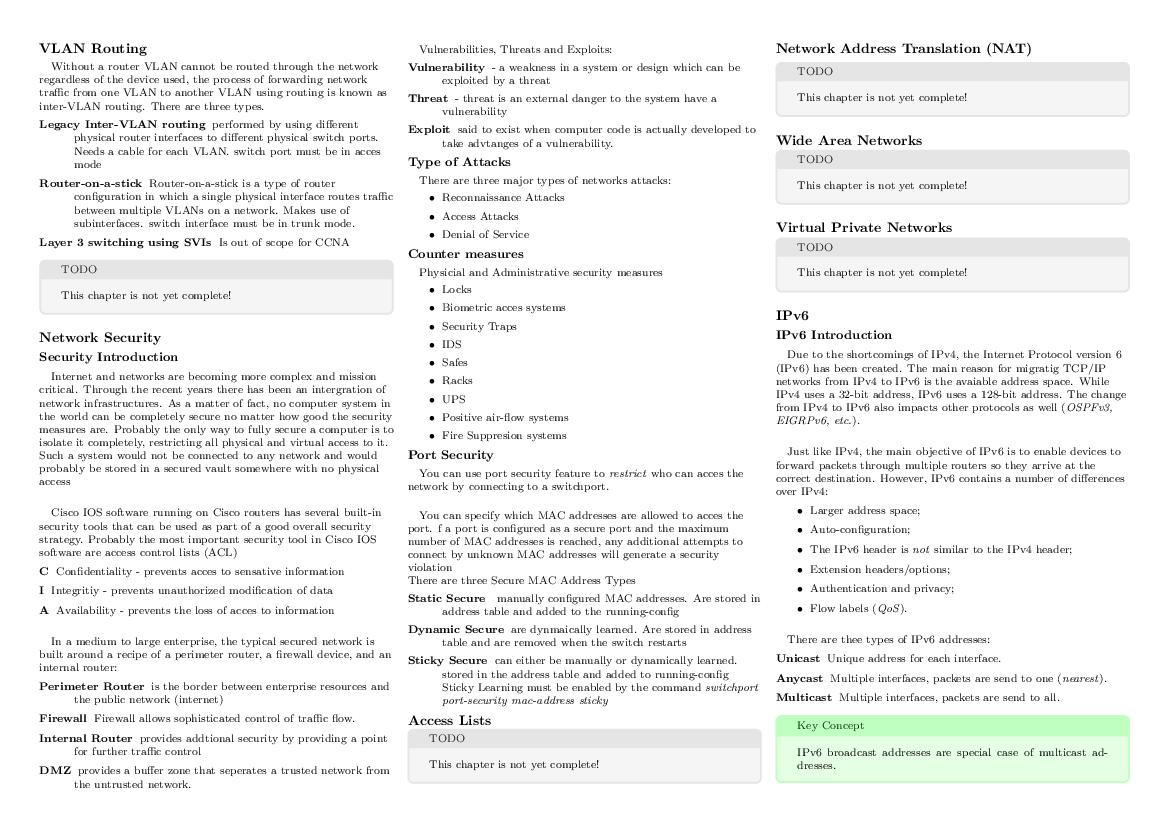 VLAN Routing
Without a router VLAN cannot be routed through the network
regardless of the device used, the process of forwarding network
traffic from one VLAN to another VLAN using routing is known as
inter-VLAN routing. There are three types.
Legacy Inter-VLAN routing performed by using different
physical router interfaces to different physical switch ports.
Needs a cable for each VLAN. switch port must be in acces
mode
Router-on-a-stick Router-on-a-stick is a type of router
configuration in which a single physical interface routes traffic
between multiple VLANs on a network. Makes use of
subinterfaces. switch interface must be in trunk mode.
Layer 3 switching using SVIs Is out of scope for CCNA
TODO
This chapter is not yet complete!
Network Security
Security Introduction
Internet and networks are becoming more complex and mission
critical. Through the recent years there has been an intergration of
network infrastructures. As a matter of fact, no computer system in
the world can be completely secure no matter how good the security
measures are. Probably the only way to fully secure a computer is to
isolate it completely, restricting all physical and virtual access to it.
Such a system would not be connected to any network and would
probably be stored in a secured vault somewhere with no physical
access
Cisco IOS software running on Cisco routers has several built-in
security tools that can be used as part of a good overall security
strategy. Probably the most important security tool in Cisco IOS
software are access control lists (ACL)
C Confidentiality - prevents acces to sensative information
I Integritiy - prevents unauthorized modification of data
A Availability - prevents the loss of acces to information
In a medium to large enterprise, the typical secured network is
built around a recipe of a perimeter router, a firewall device, and an
internal router:
Perimeter Router is the border between enterprise resources and
the public network (internet)
Firewall Firewall allows sophisticated control of traffic flow.
Internal Router provides addtional security by providing a point
for further traffic control
DMZ provides a buffer zone that seperates a trusted network from
the untrusted network.
Vulnerabilities, Threats and Exploits:
Vulnerability - a weakness in a system or design which can be
exploited by a threat
Threat - threat is an external danger to the system have a
vulnerability
Exploit said to exist when computer code is actually developed to
take advtanges of a vulnerability.
Type of Attacks
There are three major types of networks attacks:
• Reconnaissance Attacks
• Access Attacks
• Denial of Service
Counter measures
Physicial and Administrative security measures
• Locks
• Biometric acces systems
• Security Traps
• IDS
• Safes
• Racks
• UPS
• Positive air-flow systems
• Fire Suppresion systems
Port Security
You can use port security feature to restrict who can acces the
network by connecting to a switchport.
You can specify which MAC addresses are allowed to acces the
port. f a port is configured as a secure port and the maximum
number of MAC addresses is reached, any additional attempts to
connect by unknown MAC addresses will generate a security
violation
There are three Secure MAC Address Types
Static Secure manually configured MAC addresses. Are stored in
address table and added to the running-config
Dynamic Secure are dynmaically learned. Are stored in address
table and are removed when the switch restarts
Sticky Secure can either be manually or dynamically learned.
stored in the address table and added to running-config
Sticky Learning must be enabled by the command switchport
port-security mac-address sticky
Access Lists
TODO
This chapter is not yet complete!
Network Address Translation (NAT)
TODO
This chapter is not yet complete!
Wide Area Networks
TODO
This chapter is not yet complete!
Virtual Private Networks
TODO
This chapter is not yet complete!
IPv6
IPv6 Introduction
Due to the shortcomings of IPv4, the Internet Protocol version 6
(IPv6) has been created. The main reason for migratig TCP/IP
networks from IPv4 to IPv6 is the avaiable address space. While
IPv4 uses a 32-bit address, IPv6 uses a 128-bit address. The change
from IPv4 to IPv6 also impacts other protocols as well (OSPFv3,
EIGRPv6, etc.).
Just like IPv4, the main objective of IPv6 is to enable devices to
forward packets through multiple routers so they arrive at the
correct destination. However, IPv6 contains a number of differences
over IPv4:
• Larger address space;
• Auto-configuration;
• The IPv6 header is not similar to the IPv4 header;
• Extension headers/options;
• Authentication and privacy;
• Flow labels (QoS).
There are thee types of IPv6 addresses:
Unicast Unique address for each interface.
Anycast Multiple interfaces, packets are send to one (nearest).
Multicast Multiple interfaces, packets are send to all.
Key Concept
IPv6 broadcast addresses are special case of multicast ad-
dresses.